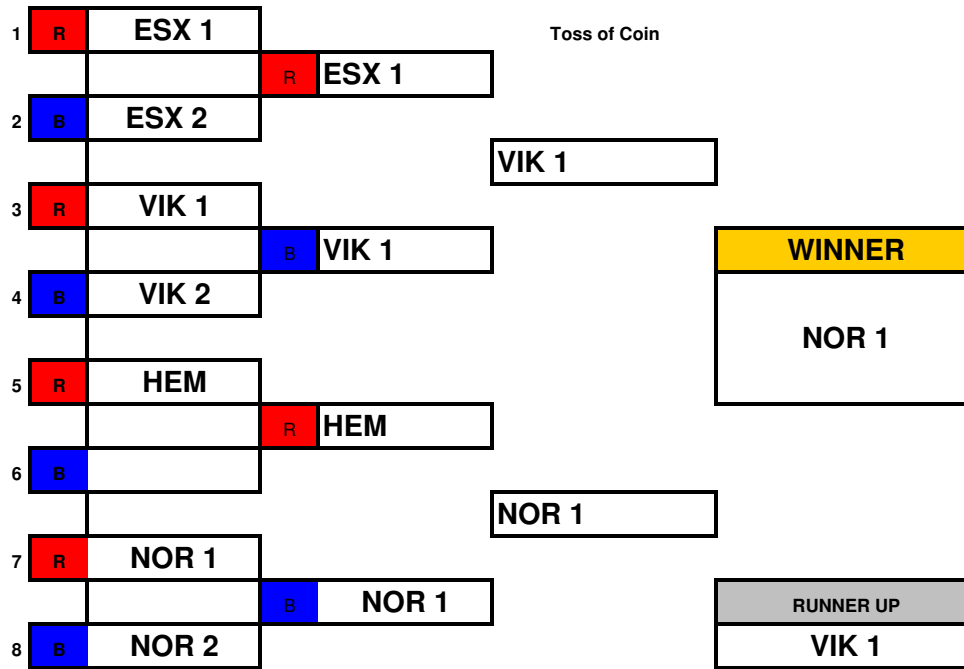 1 R ESX 1 Toss of Coin
R ESX 1
2 B ESX 2
VIK 1
3 R VIK 1
B VIK 1 WINNER
4 B VIK 2
NOR 1
5 R HEM
R HEM
6 B
NOR 1
7 R NOR 1
B NOR 1 RUNNER UP
8 B NOR 2 VIK 1